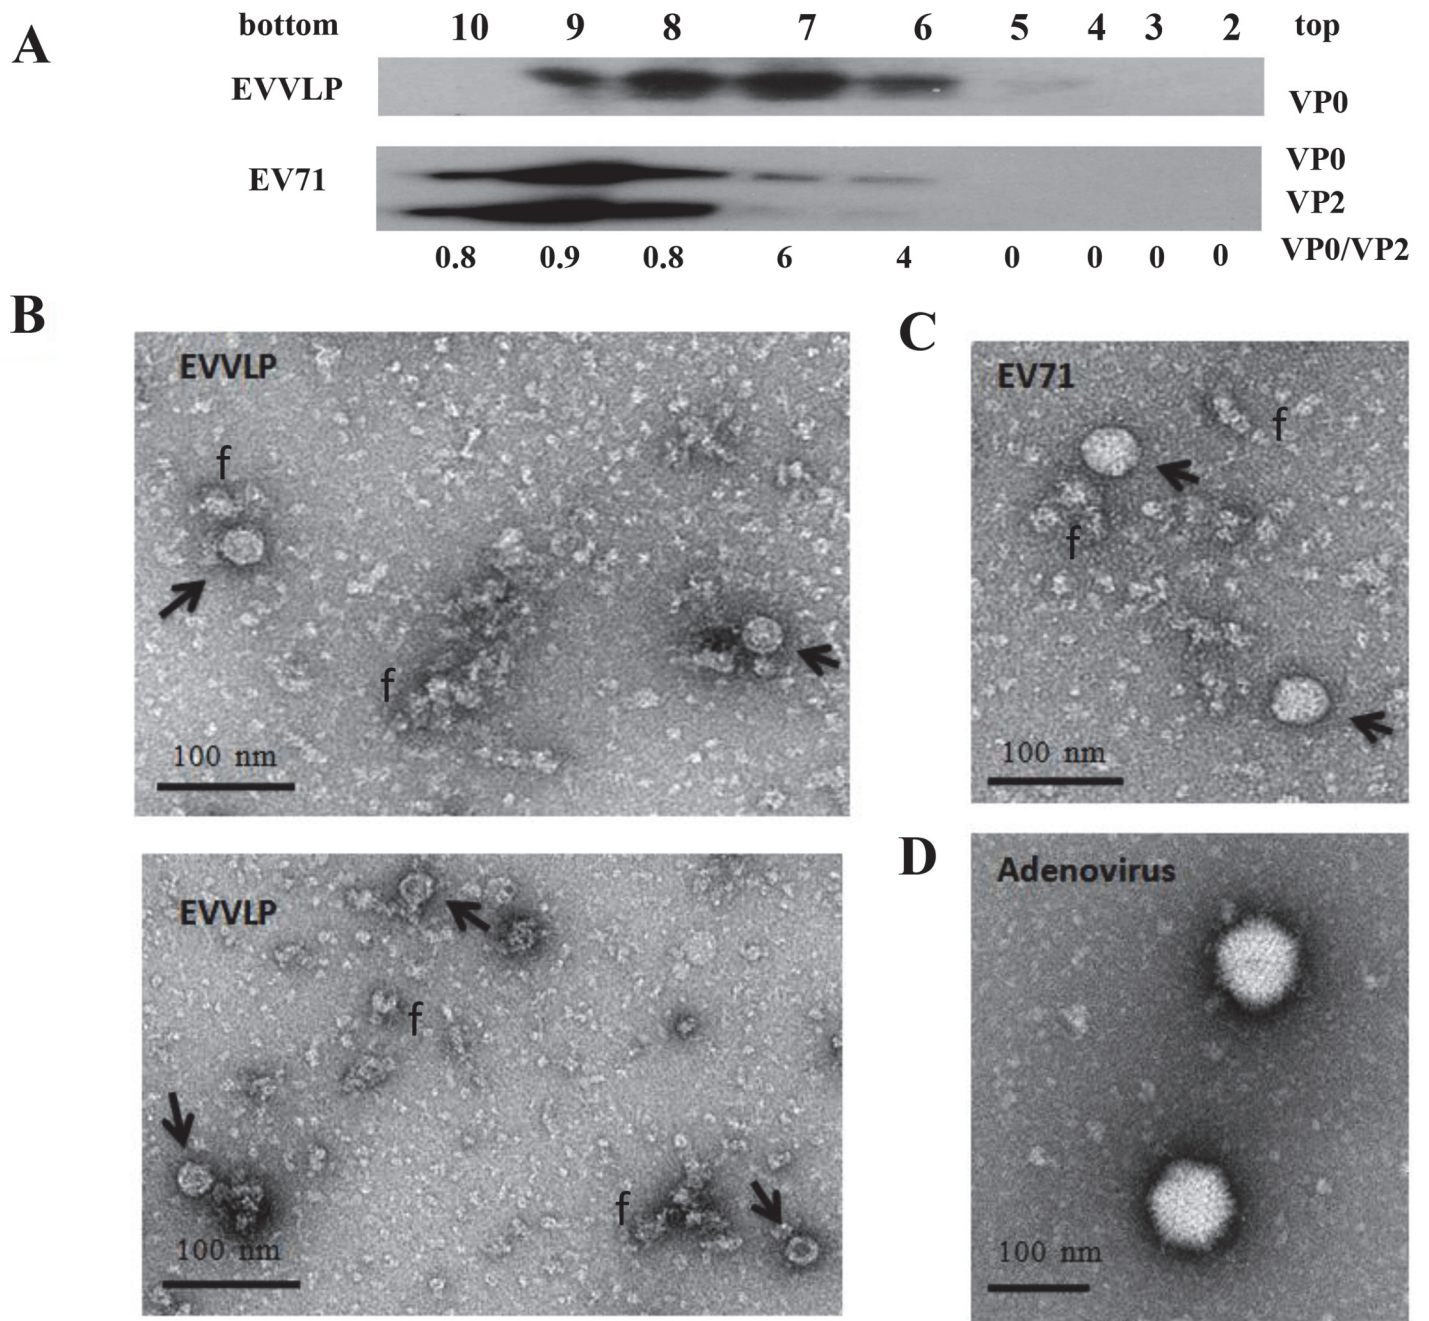 A
bottom 10 9 8 7 6 5 4 3 2 top
EVVLP VP0
EV71 VP0
VP2
0.8 0.9 0.8 6 4 0 0 0 0 VP0/VP2
B
EVVLP
f
f
100 nm
EVVLP
f
f
100 nm
C
EV71
f
f
100 nm
D
Adenovirus
100 nm